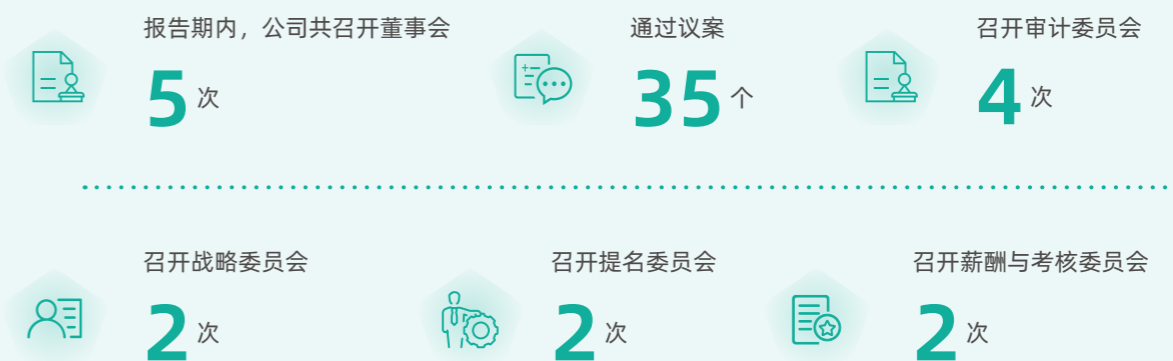 报告期内，公司共召开董事会
5 次
通过议案
35 个
召开审计委员会
4 次
召开战略委员会
2 次
召开提名委员会
2 次
召开薪酬与考核委员会
2 次